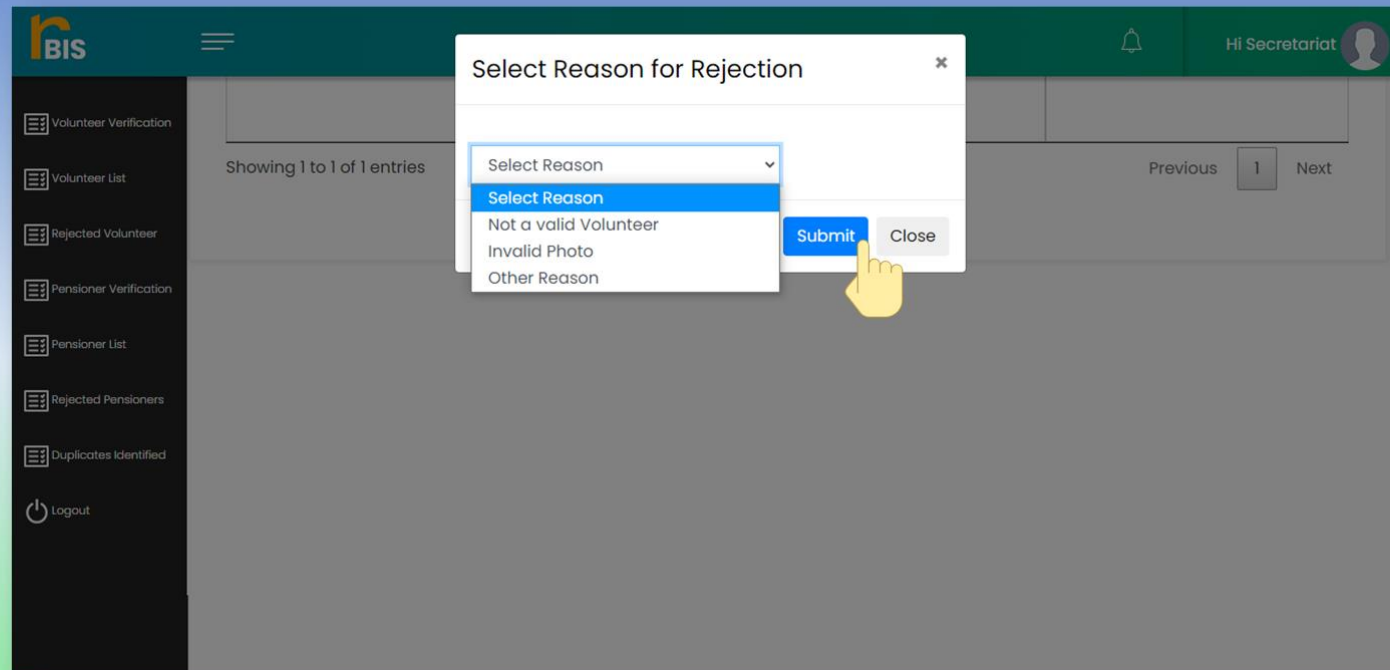 rBIS
Hi Secretariat
Select Reason for Rejection
×
Volunteer Verification
Volunteer List
Rejected Volunteer
Pensioner Verification
Pensioner List
Rejected Pensioners
Duplicates Identified
Logout
Showing 1 to 1 of 1 entries
Previous 1 Next
Select Reason
Select Reason
Not a valid Volunteer
Invalid Photo
Other Reason
Submit Close